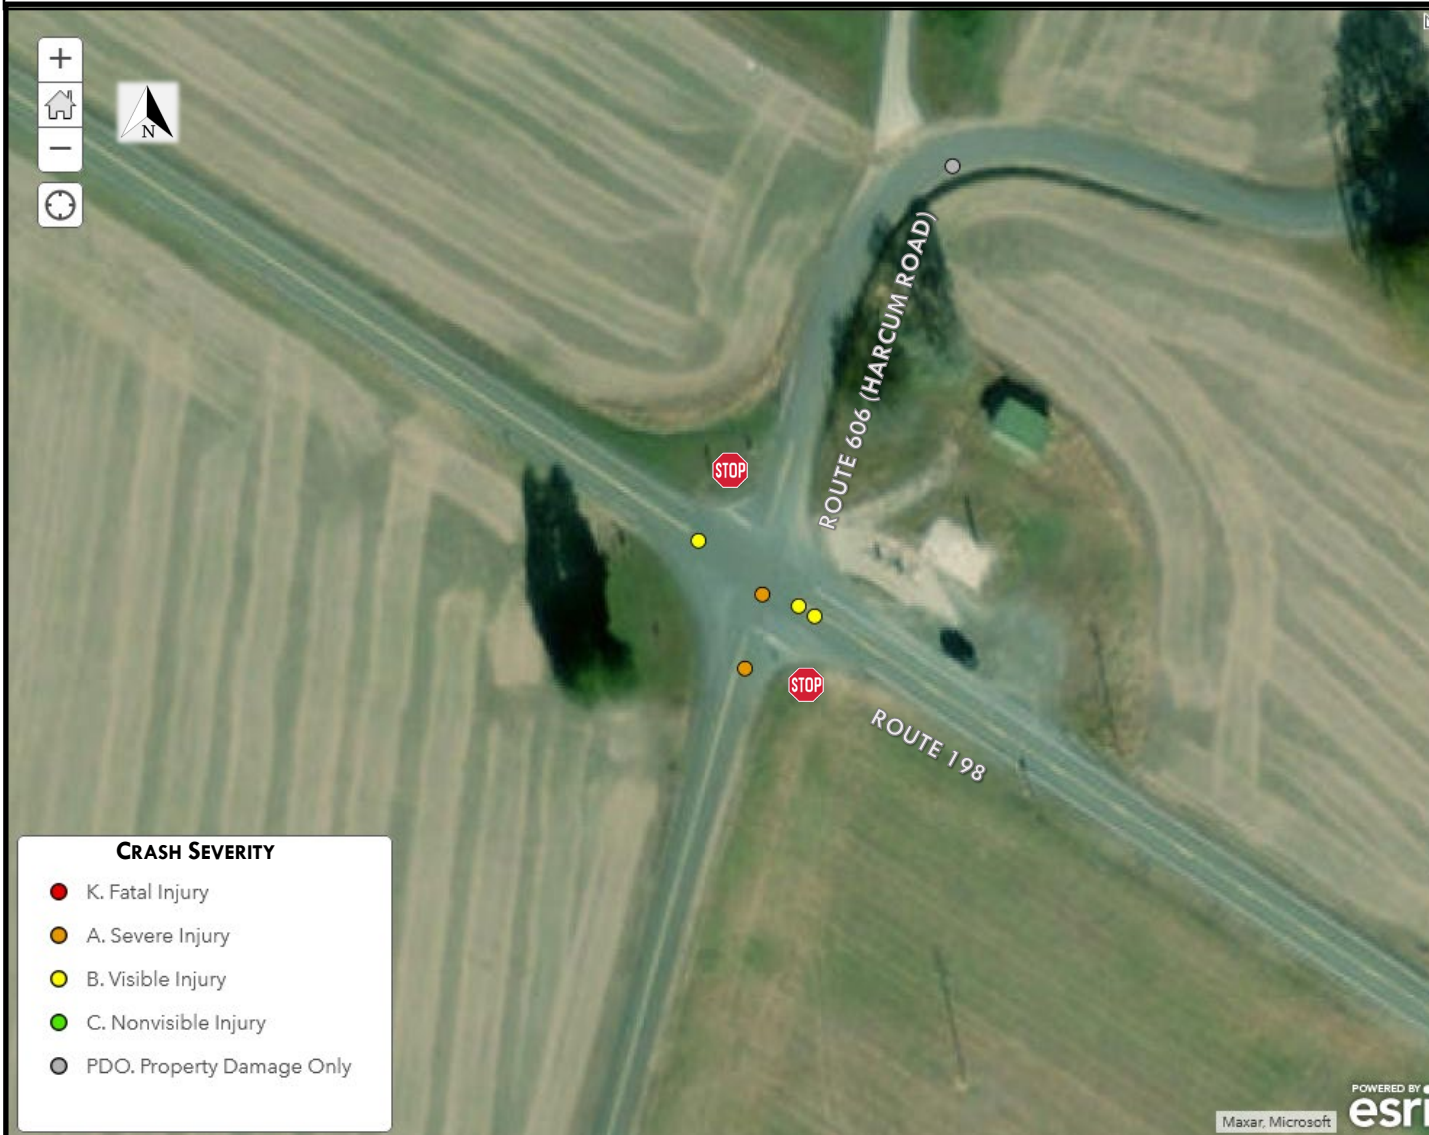 +
N
−
STOP
ROUTE 606 (HARCUM ROAD)
STOP
ROUTE 198
CRASH SEVERITY
K. Fatal Injury
A. Severe Injury
B. Visible Injury
C. Nonvisible Injury
PDO. Property Damage Only
POWERED BY
esri
Maxar, Microsoft